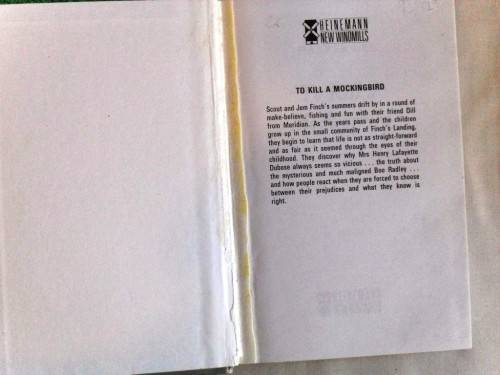 HEINEMANN
NEW WINDMILLS
TO KILL A MOCKINGBIRD
Scout and Jem Finch's summers drift by in a round of
make-believe, fishing and fun with their friend Dill
from Meridian. As the years pass and the children
grow up in the small community of Finch's Landing,
they begin to learn that life is not as straight-forward
and as fair as it seemed through the eyes of their
childhood. They discover why Mrs Henry Lafayette
Dubose always seems so vicious . . . the truth about
the mysterious and much maligned Boo Radley . . .
and how people react when they are forced to choose
between their prejudices and what they know is
right.